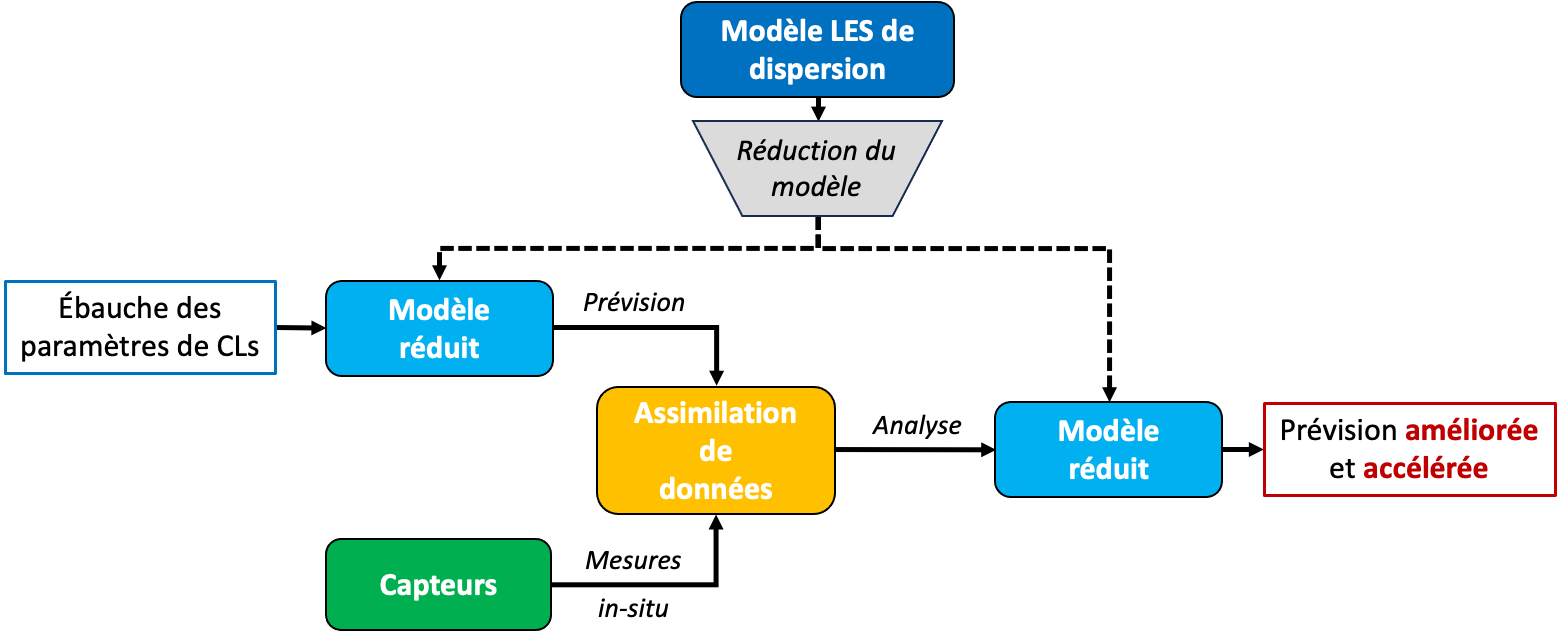 Modèle LES de
dispersion
Réduction du
modèle
Ébauche des
paramètres de CLs
Modèle
réduit
Prévision
Assimilation
de
données
Analyse
Modèle
réduit
Prévision améliorée
et accélérée
Capteurs
Mesures
in-situ